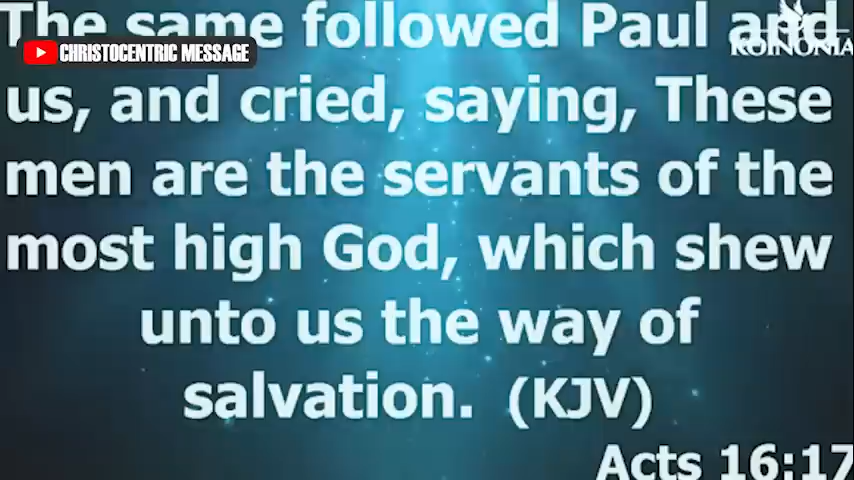 The same followed Paul and
KOINONIA
CHRISTOCENTRIC MESSAGE
us, and cried, saying, These
men are the servants of the
most high God, which shew
unto us the way of
salvation. (KJV)
Acts 16:17